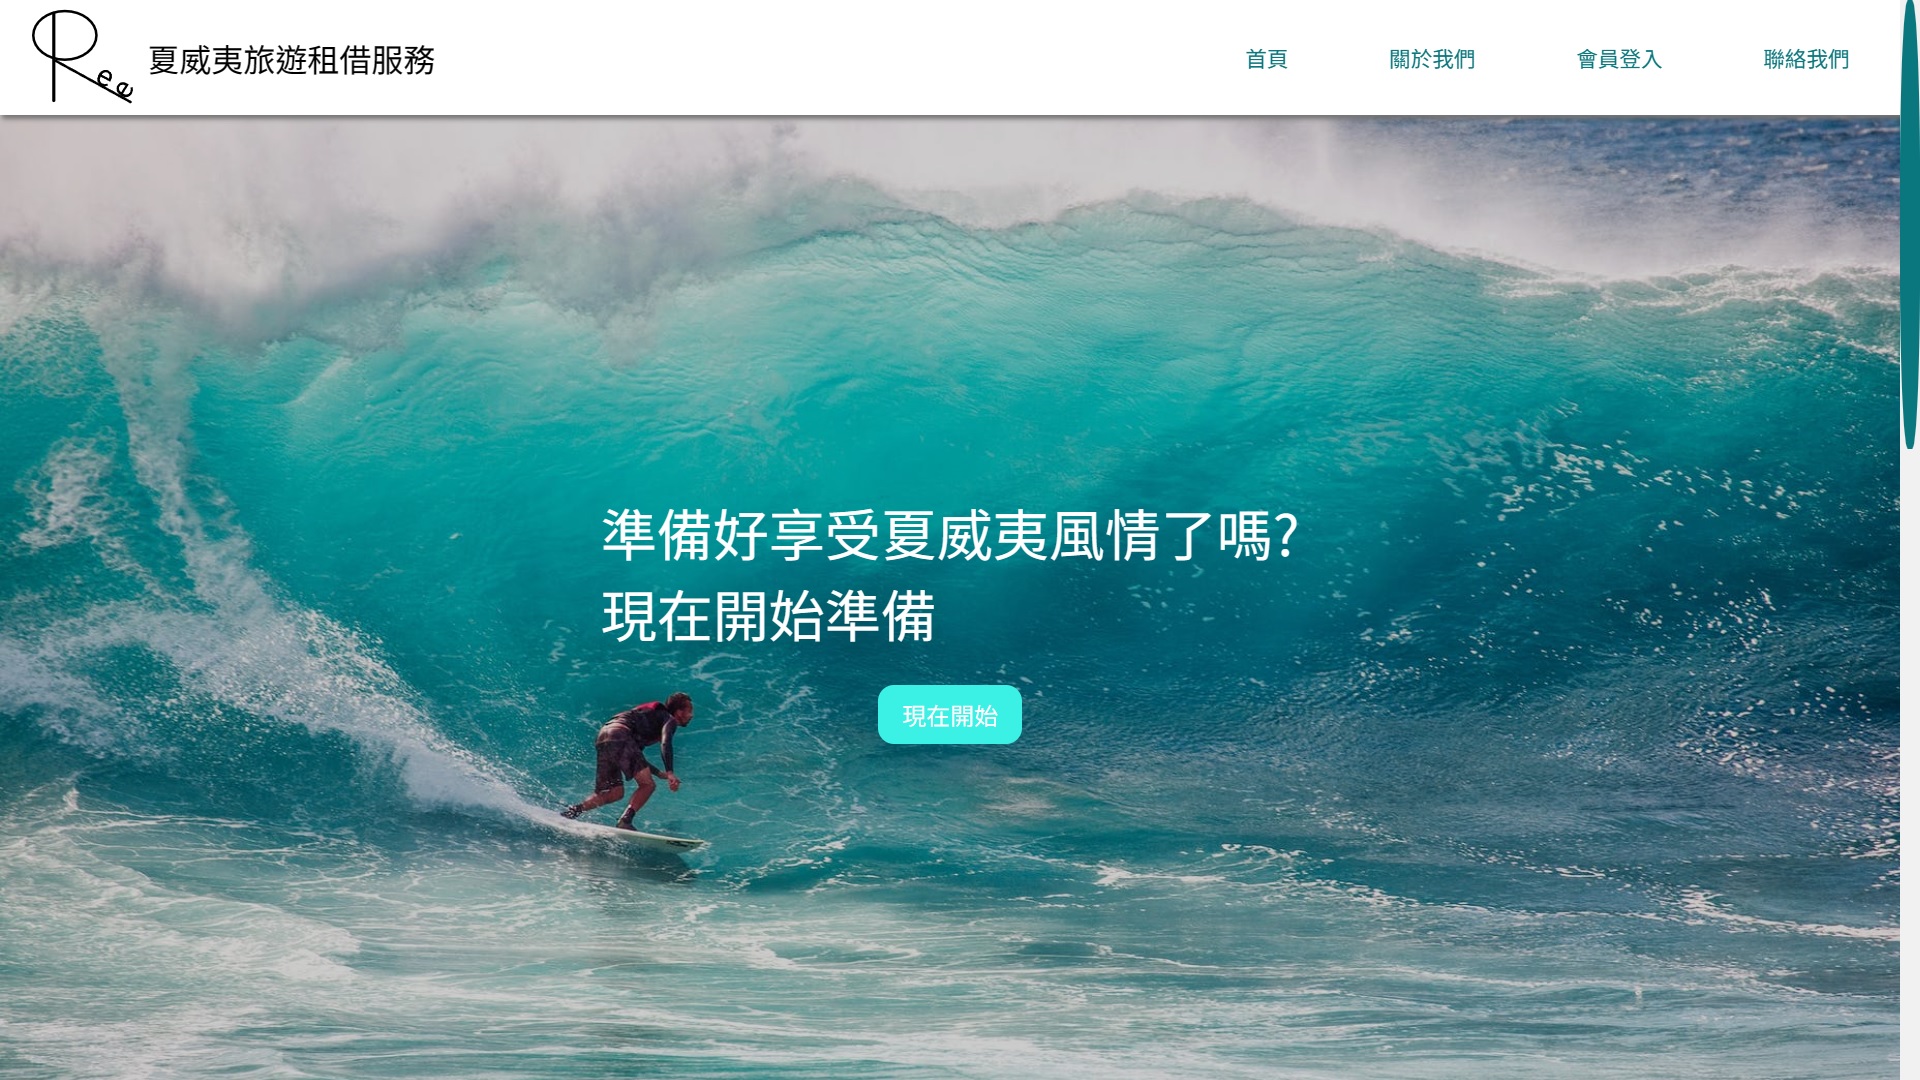 Ree
夏威夷旅遊租借服務
首頁
關於我們
會員登入
聯絡我們
準備好享受夏威夷風情了嗎?
現在開始準備
現在開始